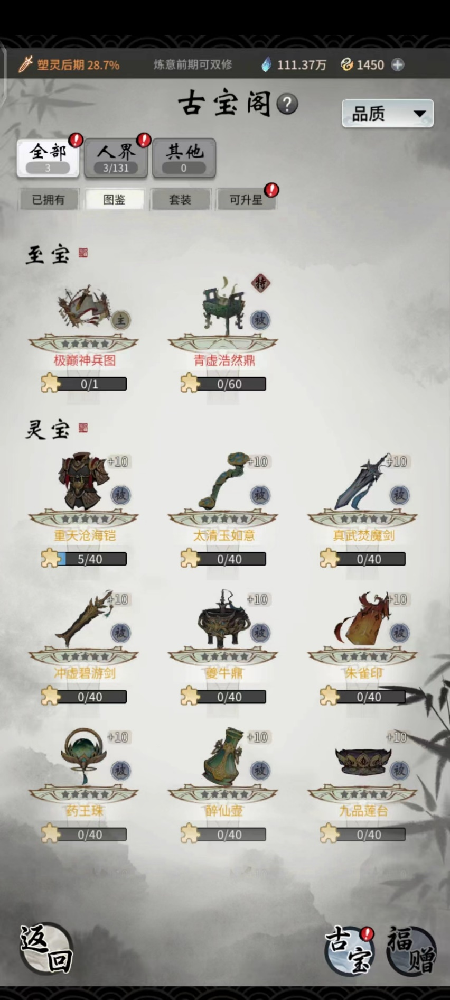 塑灵后期 28.7% 炼意前期可双修 111.37万 1450
古宝阁 ?
品质
全部 人界 其他
3 3/131 0
已拥有 图鉴 套装 可升星
至宝
特
主 被
极巅神兵图 青虚浩然鼎
0/1 0/60
灵宝
+10 +10 +10
被 被 被
重天沧海铠 太清玉如意 真武焚魔剑
5/40 0/40 0/40
+10 +10 +10
被 被 被
冲虚碧游剑 夔牛鼎 朱雀印
0/40 0/40 0/40
+10 +10 +10
被 被 被
药王珠 醉仙壶 九品莲台
0/40 0/40 0/40
返回 古宝 福赠